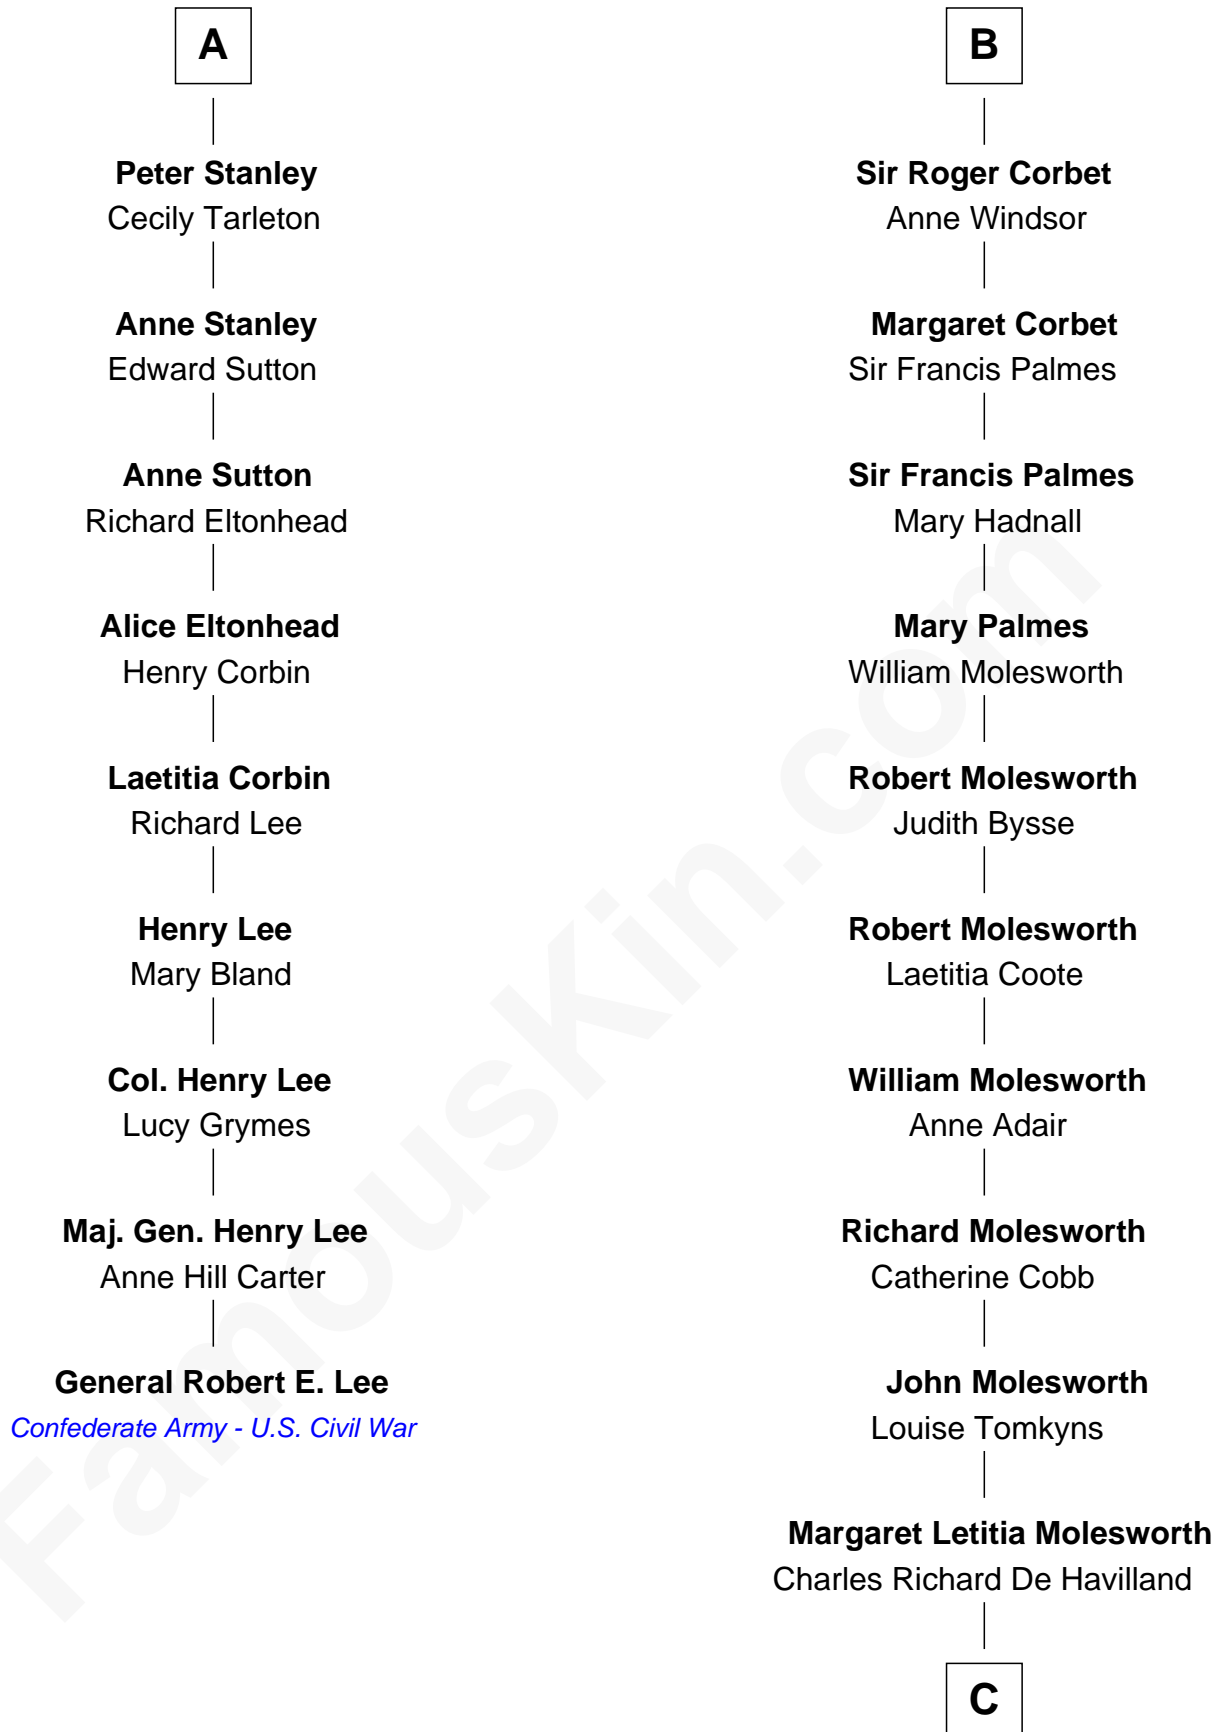 A
Peter Stanley
Cecily Tarleton
Anne Stanley
Edward Sutton
Anne Sutton
Richard Eltonhead
Alice Eltonhead
Henry Corbin
Laetitia Corbin
Richard Lee
Henry Lee
Mary Bland
Col. Henry Lee
Lucy Grymes
Maj. Gen. Henry Lee
Anne Hill Carter
General Robert E. Lee
Confederate Army - U.S. Civil War
B
Sir Roger Corbet
Anne Windsor
Margaret Corbet
Sir Francis Palmes
Sir Francis Palmes
Mary Hadnall
Mary Palmes
William Molesworth
Robert Molesworth
Judith Bysse
Robert Molesworth
Laetitia Coote
William Molesworth
Anne Adair
Richard Molesworth
Catherine Cobb
John Molesworth
Louise Tomkyns
Margaret Letitia Molesworth
Charles Richard De Havilland
C
FamousKin.com